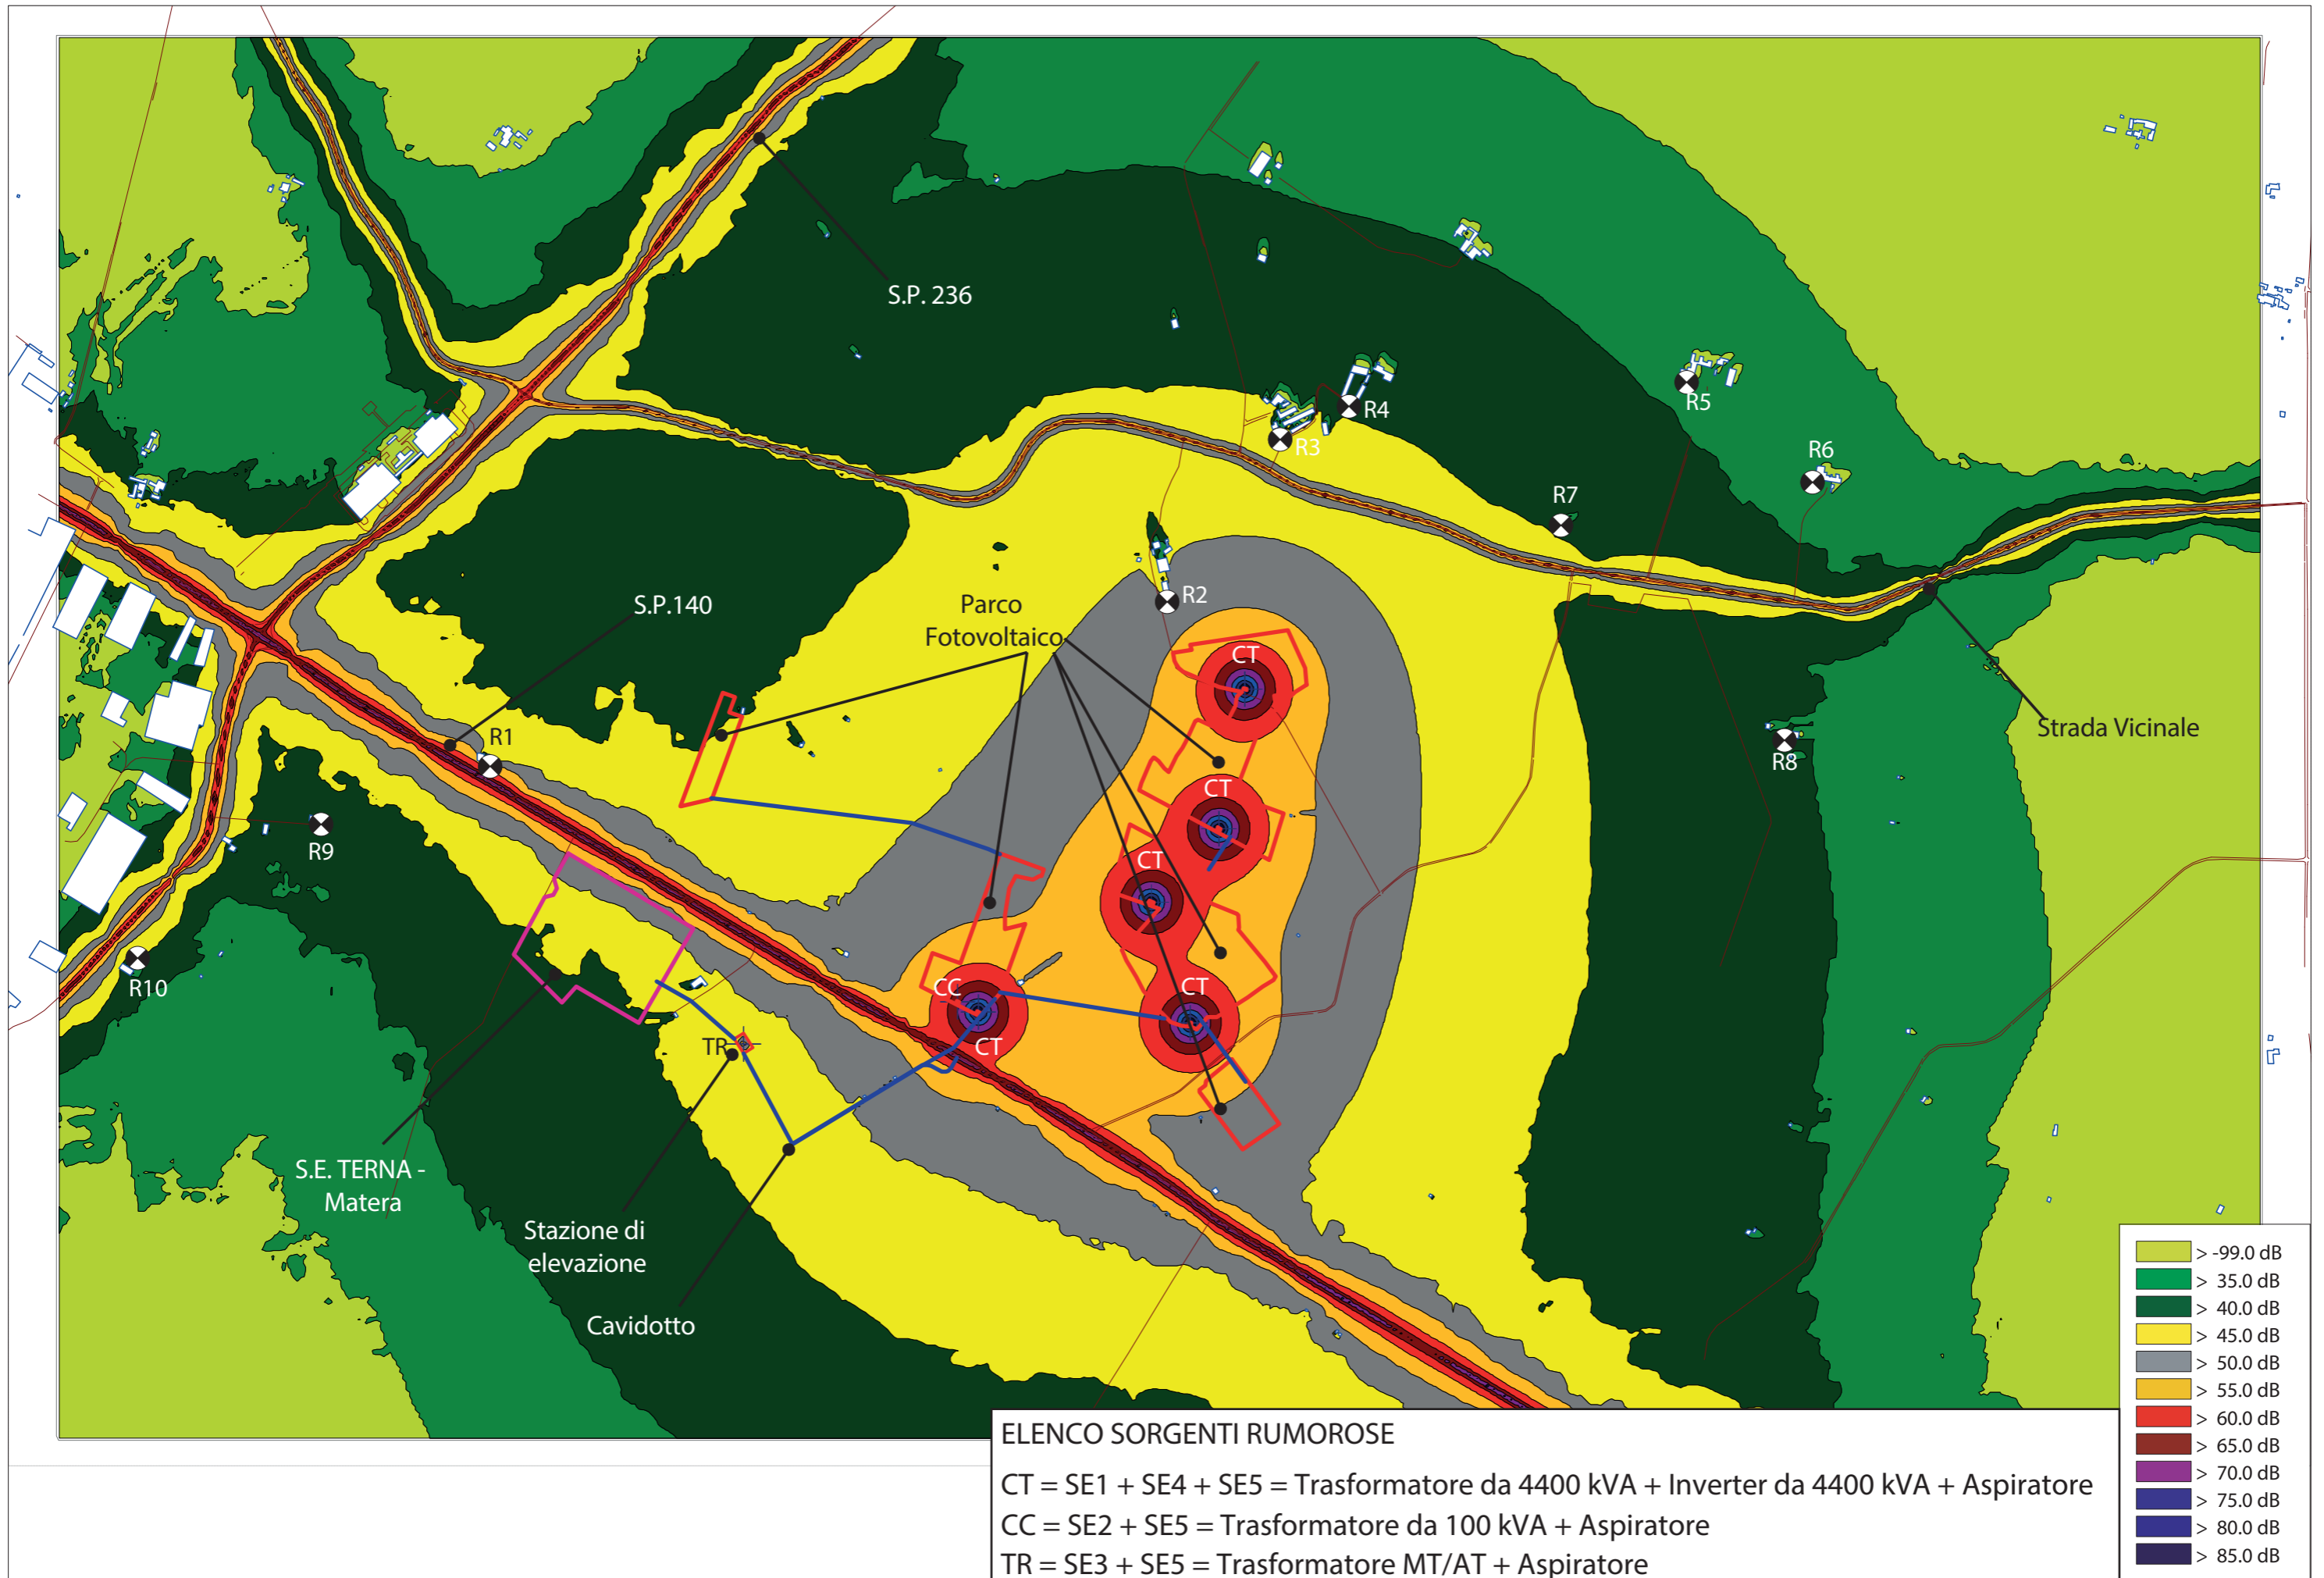 S.P. 236
R4
R5
R3
R6
R7
R2
S.P.140
Parco
Fotovoltaico
CT
R1
Strada Vicinale
R8
CT
R9
CT
R10
CC
CT
TR
CT
S.E. TERNA -
Matera
Stazione di
elevazione
Cavidotto
> -99.0 dB
> 35.0 dB
> 40.0 dB
> 45.0 dB
> 50.0 dB
> 55.0 dB
> 60.0 dB
> 65.0 dB
> 70.0 dB
> 75.0 dB
> 80.0 dB
> 85.0 dB
ELENCO SORGENTI RUMOROSE
CT = SE1 + SE4 + SE5 = Trasformatore da 4400 kVA + Inverter da 4400 kVA + Aspiratore
CC = SE2 + SE5 = Trasformatore da 100 kVA + Aspiratore
TR = SE3 + SE5 = Trasformatore MT/AT + Aspiratore